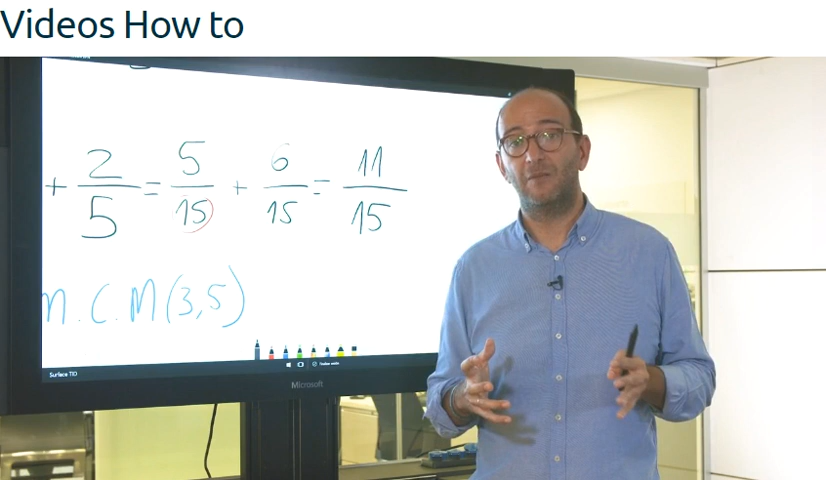 Videos How to
+ 2/5 = 5/15 + 6/15 = 11/15
m.C.M(3,5)
Surface TIO
Microsoft